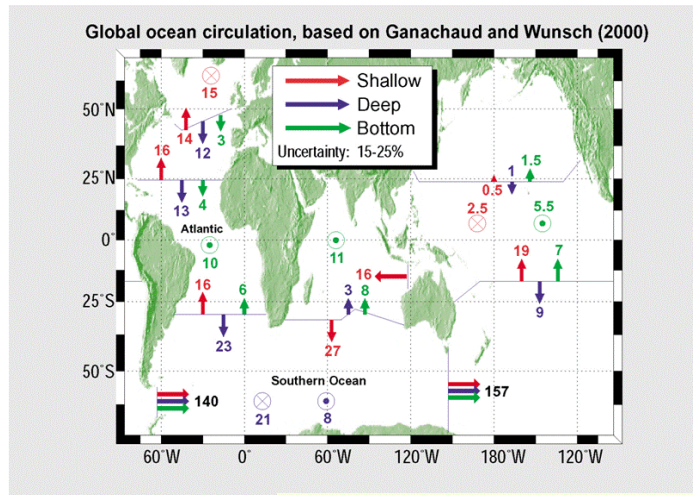 Global ocean circulation, based on Ganachaud and Wunsch (2000)
Shallow
Deep
Bottom
Uncertainty: 15-25%
15
50°N
14
12
3
16
1
1.5
25°N
0.5
13
4
2.5
5.5
Atlantic
0°
10
11
16
19
7
16
6
3
8
25°S
9
23
27
50°S
Southern Ocean
140
157
21
8
60°W
0°
60°W
120°W
180°W
120°W